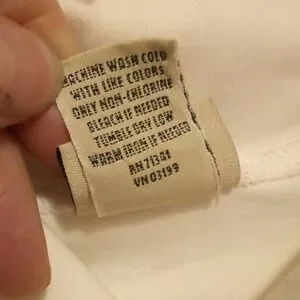 MACHINE WASH COLD
WITH LIKE COLORS
ONLY NON-CHLORINE
BLEACH IF NEEDED
TUMBLE DRY LOW
WARM IRON IF NEEDED
RN 71341
VN 03199